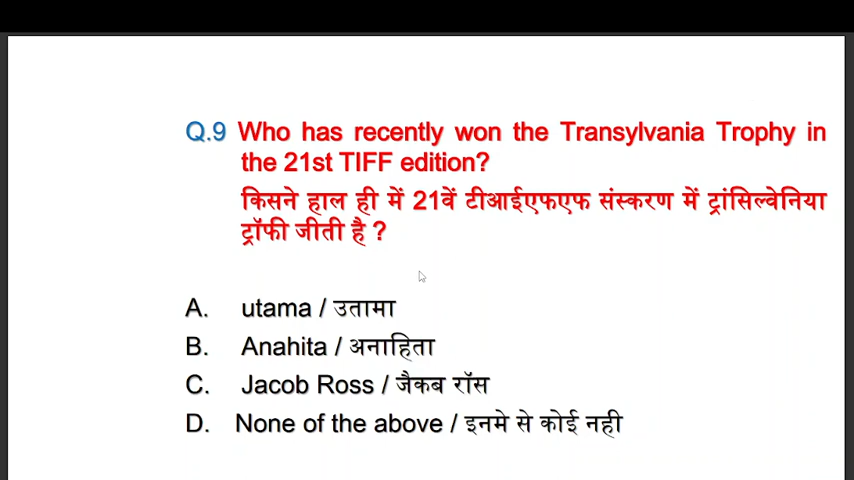 Q.9 Who has recently won the Transylvania Trophy in
the 21st TIFF edition?
किसने हाल ही में 21वें टीआईएफएफ संस्करण में ट्रांसिल्वेनिया
ट्रॉफी जीती है ?
A. utama / उतामा
B. Anahita / अनाहिता
C. Jacob Ross / जैकब रॉस
D. None of the above / इनमे से कोई नही